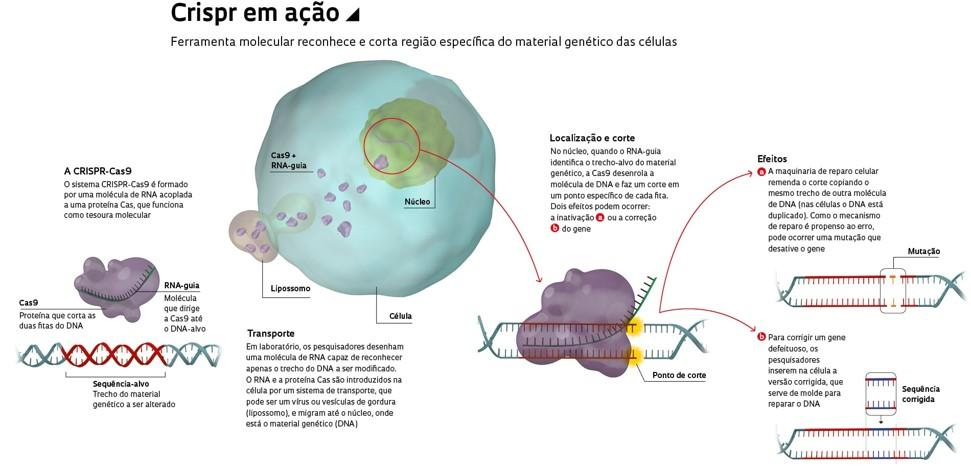 Crispr em ação
Ferramenta molecular reconhece e corta região específica do material genético das células
A CRISPR-Cas9
O sistema CRISPR-Cas9 é formado
por uma molécula de RNA acoplada
a uma proteína Cas, que funciona
como tesoura molecular
Cas9
Proteína que corta as
duas fitas do DNA
RNA-guia
Molécula
que dirige
a Cas9 até
o DNA-alvo
Sequência-alvo
Trecho do material
genético a ser alterado
Cas9 +
RNA-guia
Núcleo
Lipossomo
Célula
Transporte
Em laboratório, os pesquisadores desenham
uma molécula de RNA capaz de reconhecer
apenas o trecho do DNA a ser modificado.
O RNA e a proteína Cas são introduzidos na
célula por um sistema de transporte, que
pode ser um vírus ou vesículas de gordura
(lipossomo), e migram até o núcleo, onde
está o material genético (DNA)
Localização e corte
No núcleo, quando o RNA-guia
identifica o trecho-alvo do material
genético, a Cas9 desenrola a
molécula de DNA e faz um corte em
um ponto específico de cada fita.
Dois efeitos podem ocorrer:
a inativação a ou a correção
b do gene
Ponto de corte
Efeitos
a A maquinaria de reparo celular
remenda o corte copiando o
mesmo trecho de outra molécula
de DNA (nas células o DNA está
duplicado). Como o mecanismo
de reparo é propenso ao erro,
pode ocorrer uma mutação que
desative o gene
Mutação
b Para corrigir um gene
defeituoso, os
pesquisadores
inserem na célula a
versão corrigida, que
serve de molde para
reparar o DNA
Sequência
corrigida